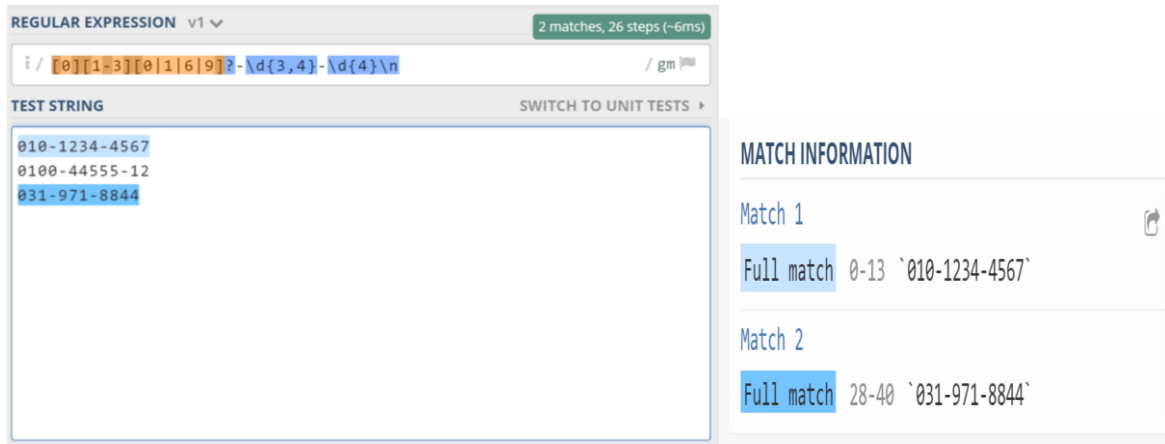 REGULAR EXPRESSION v1
2 matches, 26 steps (~6ms)
/ [0][1-3][0|1|6|9]?-\d{3,4}-\d{4}\n / gm
TEST STRING
SWITCH TO UNIT TESTS
010-1234-4567
0100-44555-12
031-971-8844
MATCH INFORMATION
Match 1
Full match 0-13 `010-1234-4567`
Match 2
Full match 28-40 `031-971-8844`